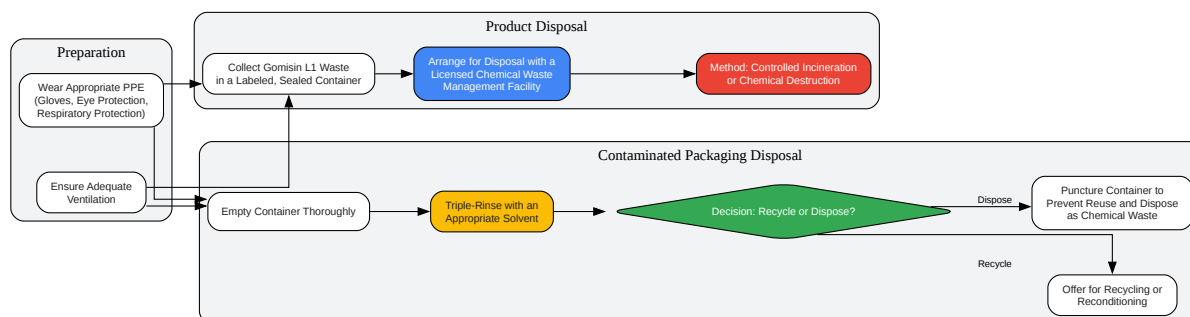 Preparation
Wear Appropriate PPE
(Gloves, Eye Protection,
Respiratory Protection)
Ensure Adequate
Ventilation
Product Disposal
Collect Gomisin L1 Waste
in a Labeled, Sealed Container
Arrange for Disposal with a
Licensed Chemical Waste
Management Facility
Method: Controlled Incineration
or Chemical Destruction
Contaminated Packaging Disposal
Empty Container Thoroughly
Triple-Rinse with an
Appropriate Solvent
Decision: Recycle or Dispose?
Dispose
Puncture Container to
Prevent Reuse and Dispose
as Chemical Waste
Recycle
Offer for Recycling or
Reconditioning